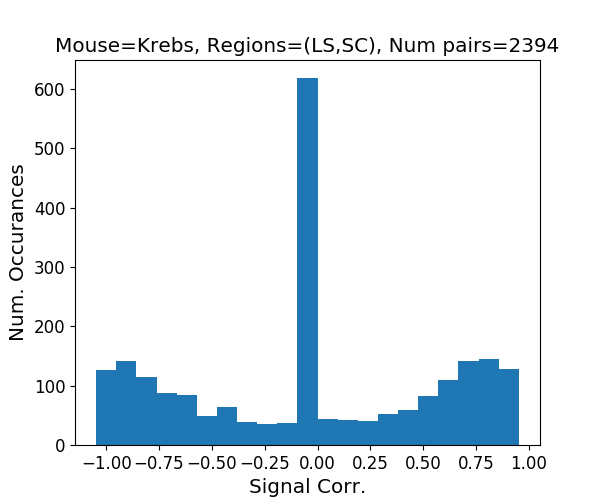 Mouse=Krebs, Regions=(LS,SC), Num pairs=2394
Num. Occurances
600
500
400
300
200
100
0
−1.00 −0.75 −0.50 −0.25 0.00 0.25 0.50 0.75 1.00
Signal Corr.